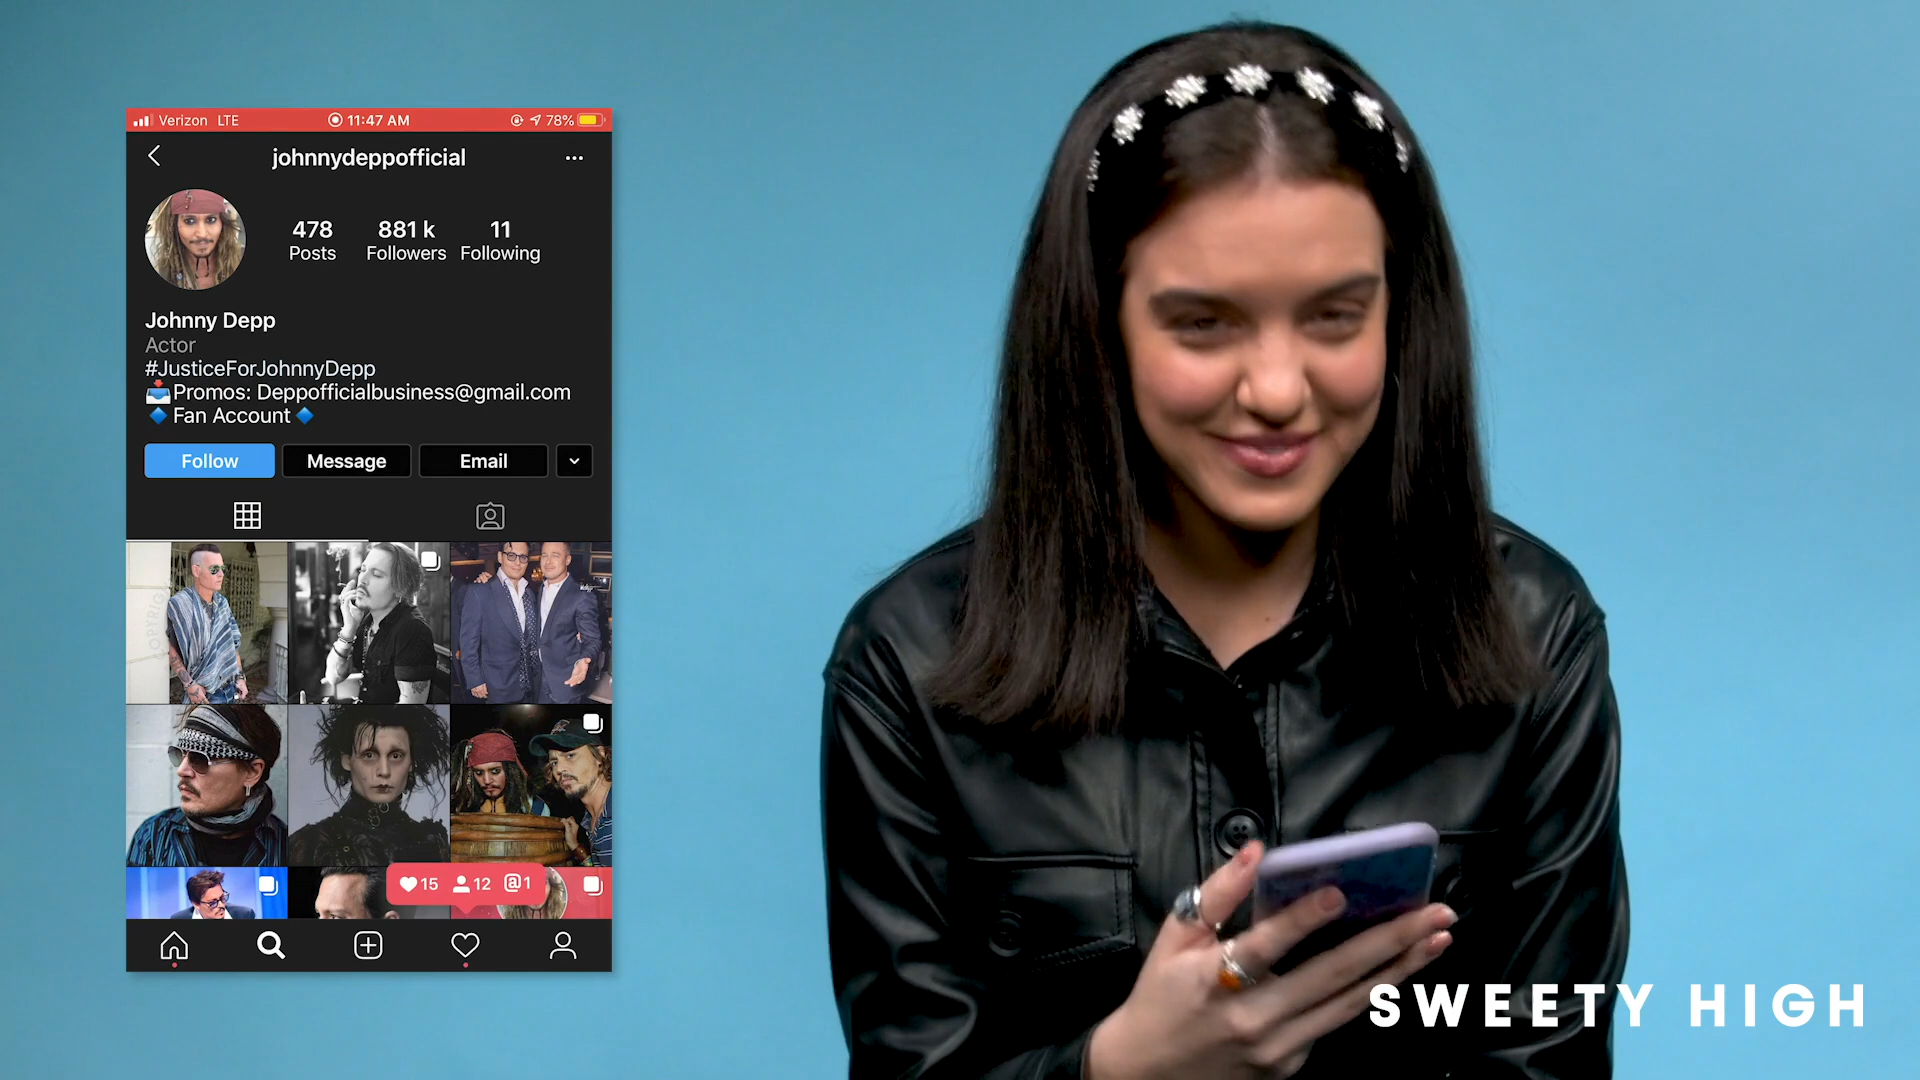 Verizon LTE 11:47 AM 78%
johnnydeppofficial
478 881 k 11
Posts Followers Following
Johnny Depp
Actor
#JusticeForJohnnyDepp
Promos: Deppofficialbusiness@gmail.com
Fan Account
Follow Message Email
15 12 @1
SWEETY HIGH